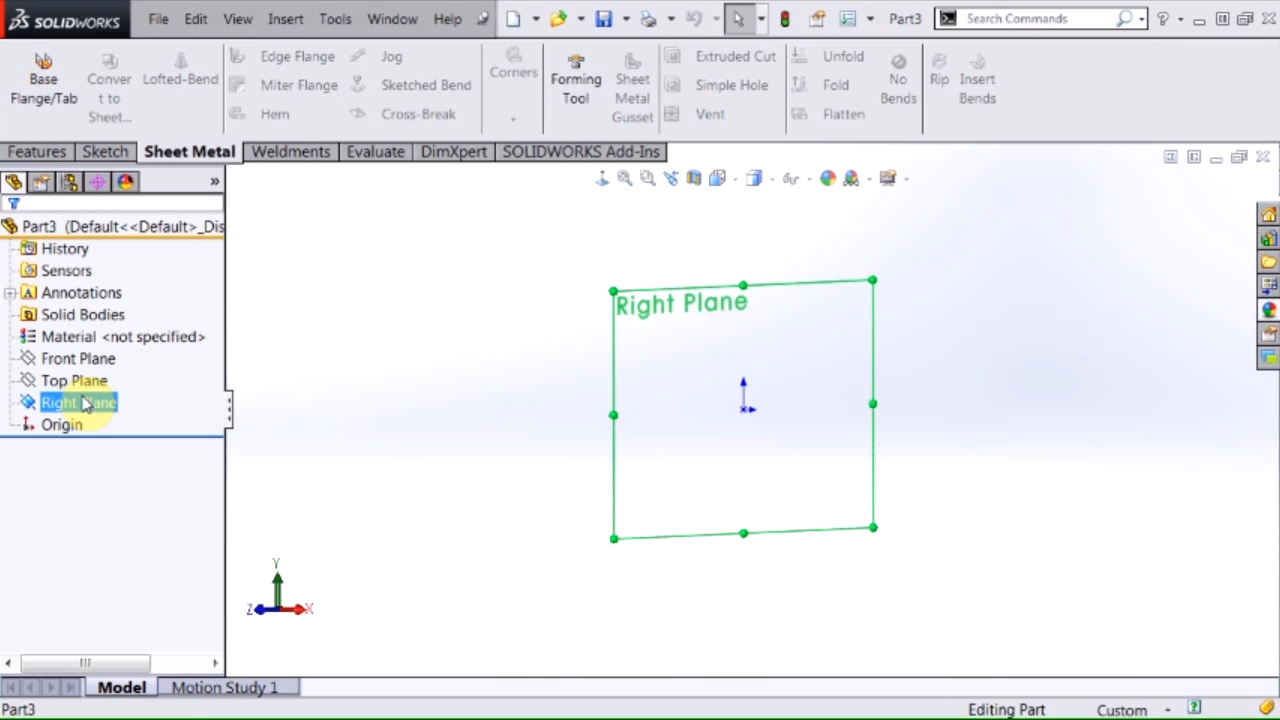 SOLIDWORKS File Edit View Insert Tools Window Help Part3 Search Commands
Base Flange/Tab
Conver t to Sheet...
Lofted-Bend
Edge Flange
Miter Flange
Hem
Jog
Sketched Bend
Cross-Break
Corners
Forming Tool
Sheet Metal Gusset
Extruded Cut
Simple Hole
Vent
Unfold
Fold
Flatten
No Bends
Rip
Insert Bends
Features Sketch Sheet Metal Weldments Evaluate DimXpert SOLIDWORKS Add-Ins
Part3 (Default<<Default>_Dis
History
Sensors
Annotations
Solid Bodies
Material <not specified>
Front Plane
Top Plane
Right Plane
Origin
Right Plane
Y
Z X
Model Motion Study 1
Part3 Editing Part Custom